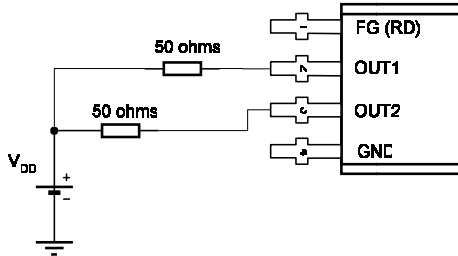 FG (RD)
50 ohms
OUT1
50 ohms
OUT2
GND
VDD
+
−